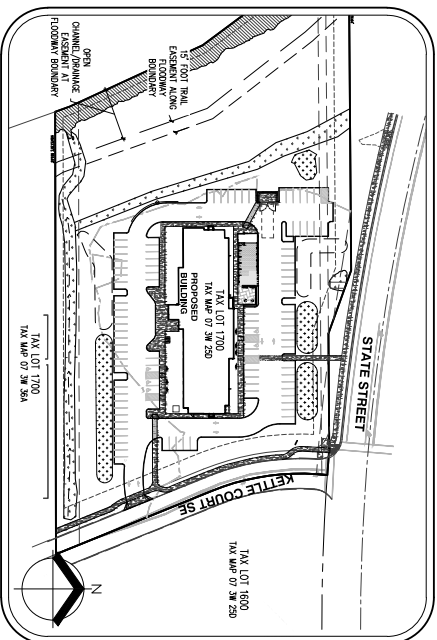 OPEN
CHANNEL/DRAINAGE
EASEMENT AT
FLOODWAY BOUNDARY
15' FOOT TRAIL
EASEMENT ALONG
FLOODWAY
BOUNDARY
STATE STREET
TAX LOT 1700
TAX MAP 07 3W 25D
PROPOSED
BUILDING
KETTLE COURT SE
TAX LOT 1600
TAX MAP 07 3W 25D
TAX LOT 1700
TAX MAP 07 3W 36A
N